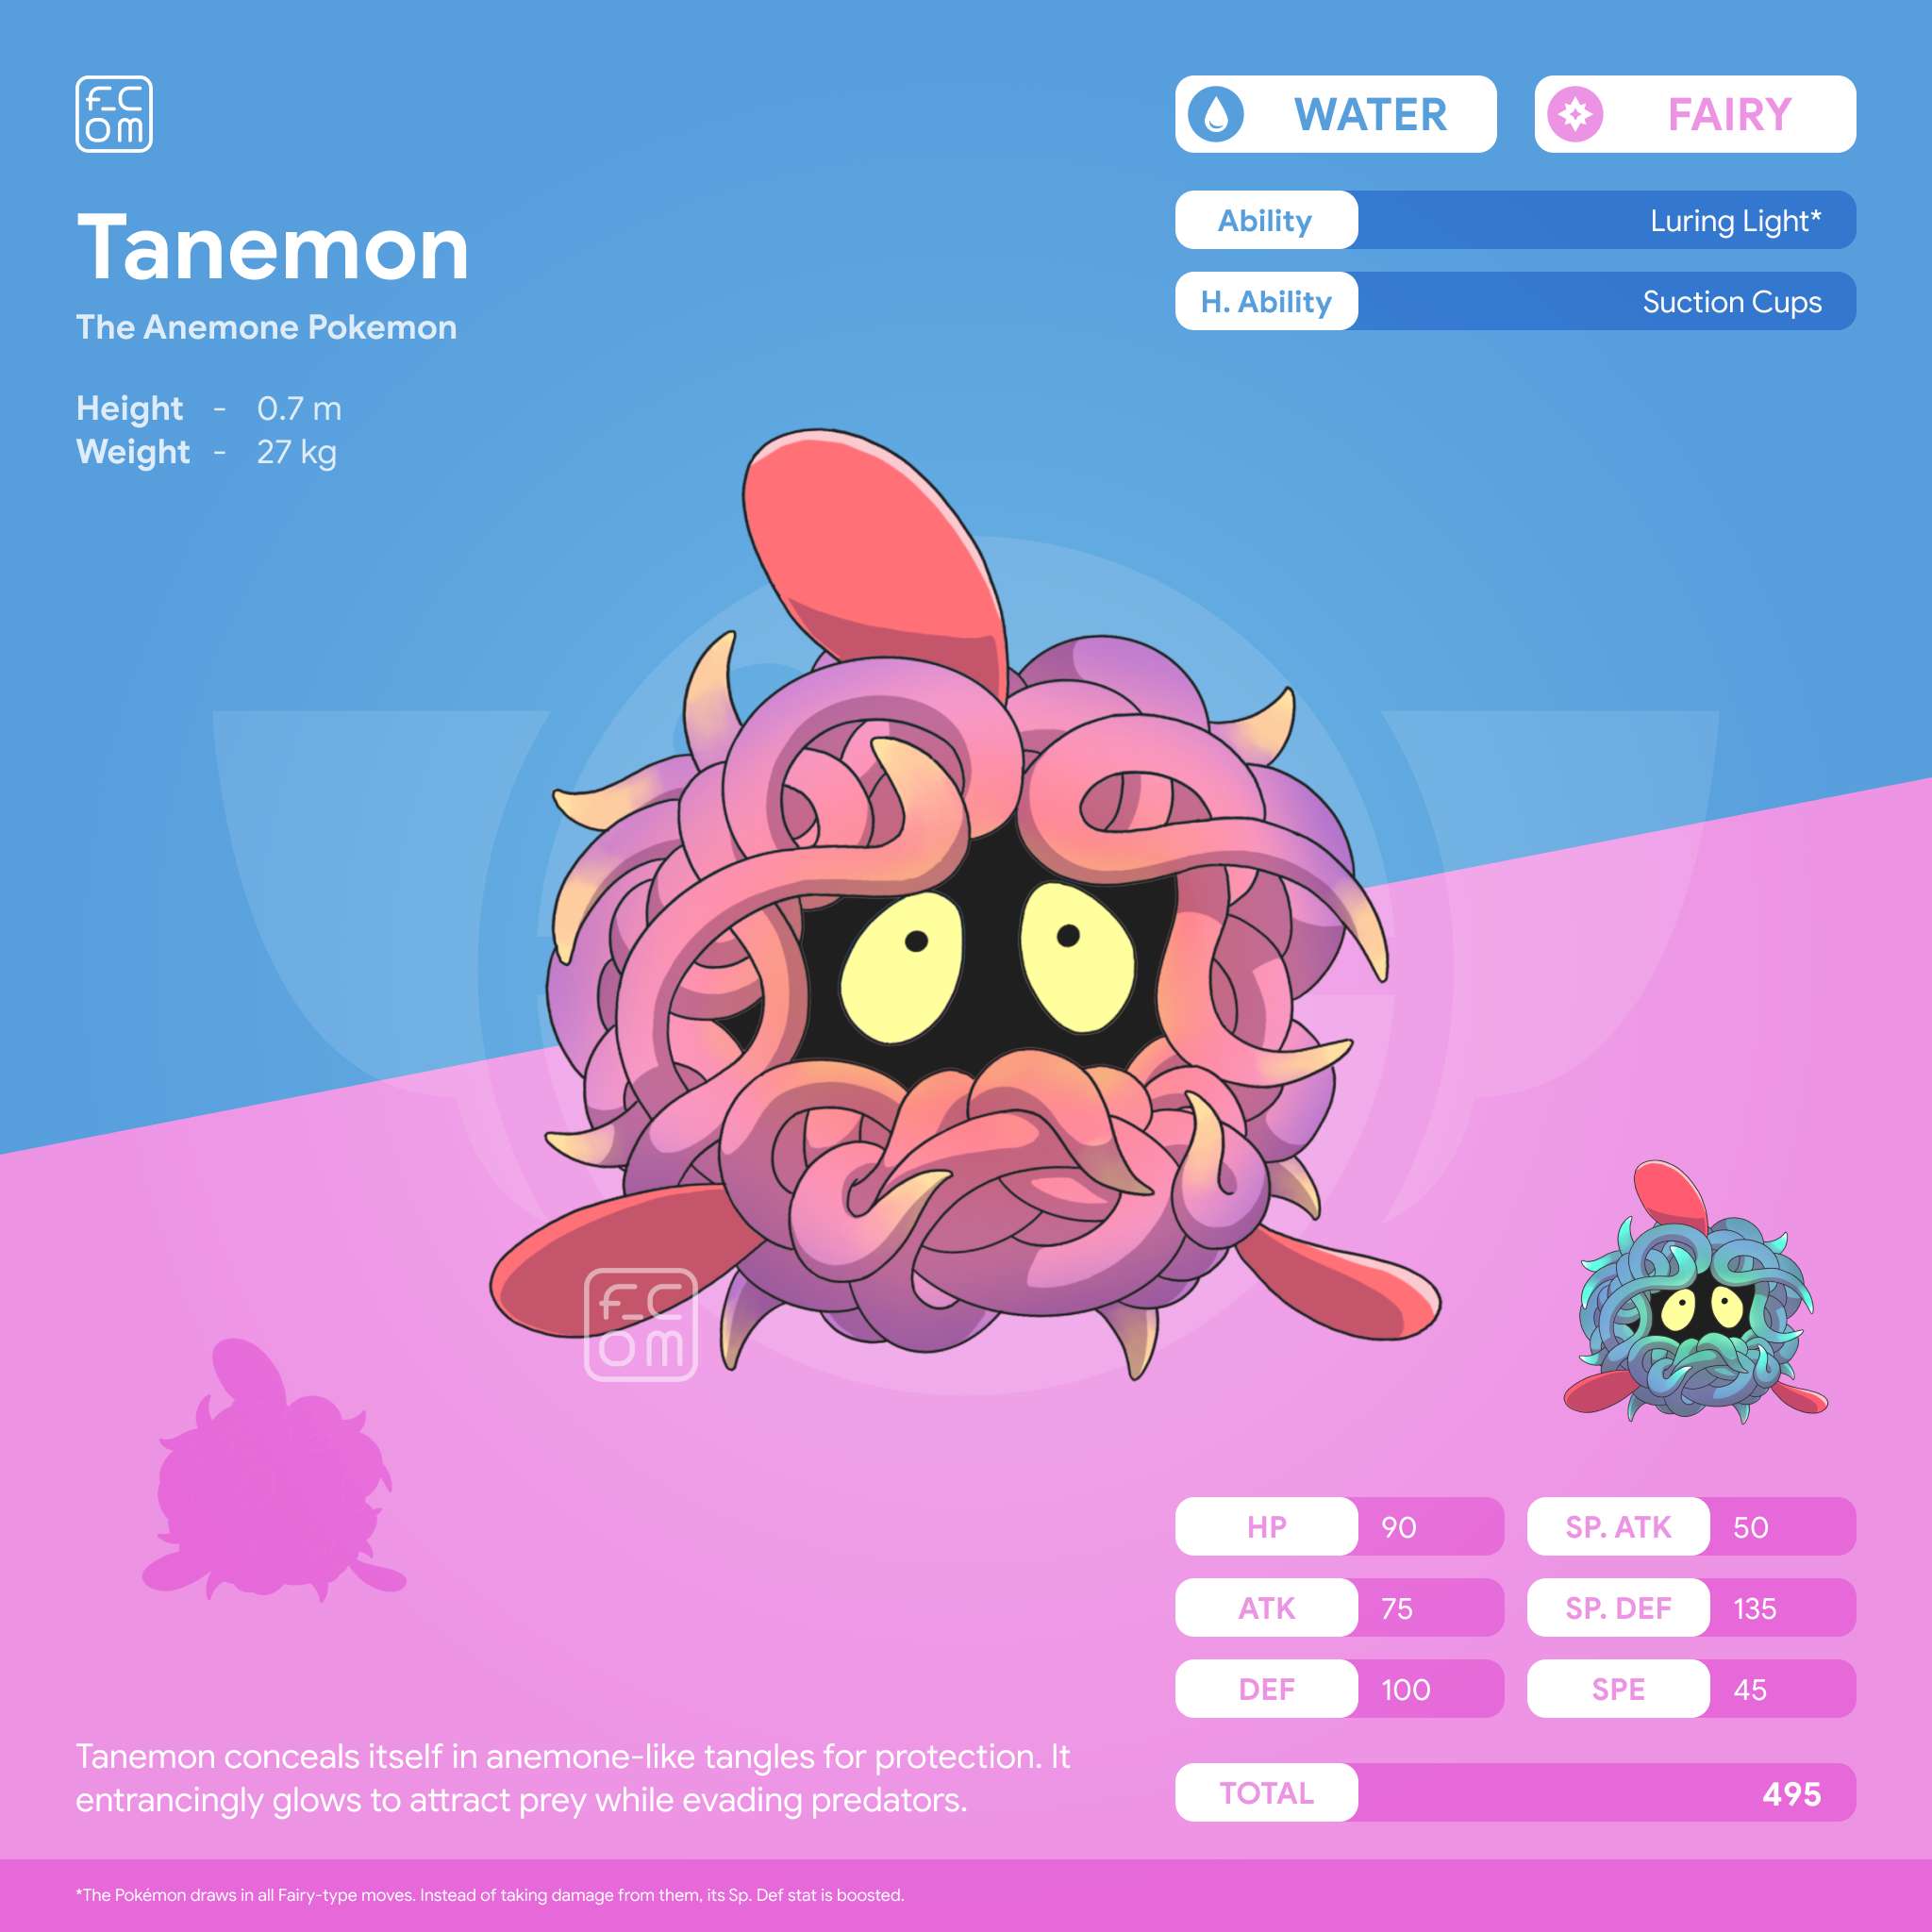 f_c
om
Tanemon
The Anemone Pokemon
Height - 0.7 m
Weight - 27 kg
WATER
FAIRY
Ability Luring Light*
H. Ability Suction Cups
f_c
om
HP 90 SP. ATK 50
ATK 75 SP. DEF 135
DEF 100 SPE 45
TOTAL 495
Tanemon conceals itself in anemone-like tangles for protection. It
entrancingly glows to attract prey while evading predators.
*The Pokémon draws in all Fairy-type moves. Instead of taking damage from them, its Sp. Def stat is boosted.